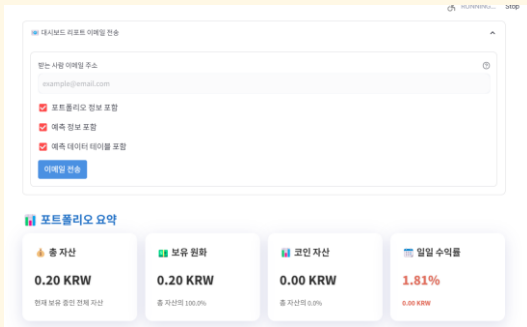 RUNNING...
Stop
대시보드 리포트 이메일 전송
받는 사람 이메일 주소
example@email.com
포트폴리오 정보 포함
예측 정보 포함
예측 데이터 테이블 포함
이메일 전송
포트폴리오 요약
총 자산
0.20 KRW
현재 보유 중인 전체 자산
보유 원화
0.20 KRW
총 자산의 100.0%
코인 자산
0.00 KRW
총 자산의 0.0%
일일 수익률
1.81%
0.00 KRW